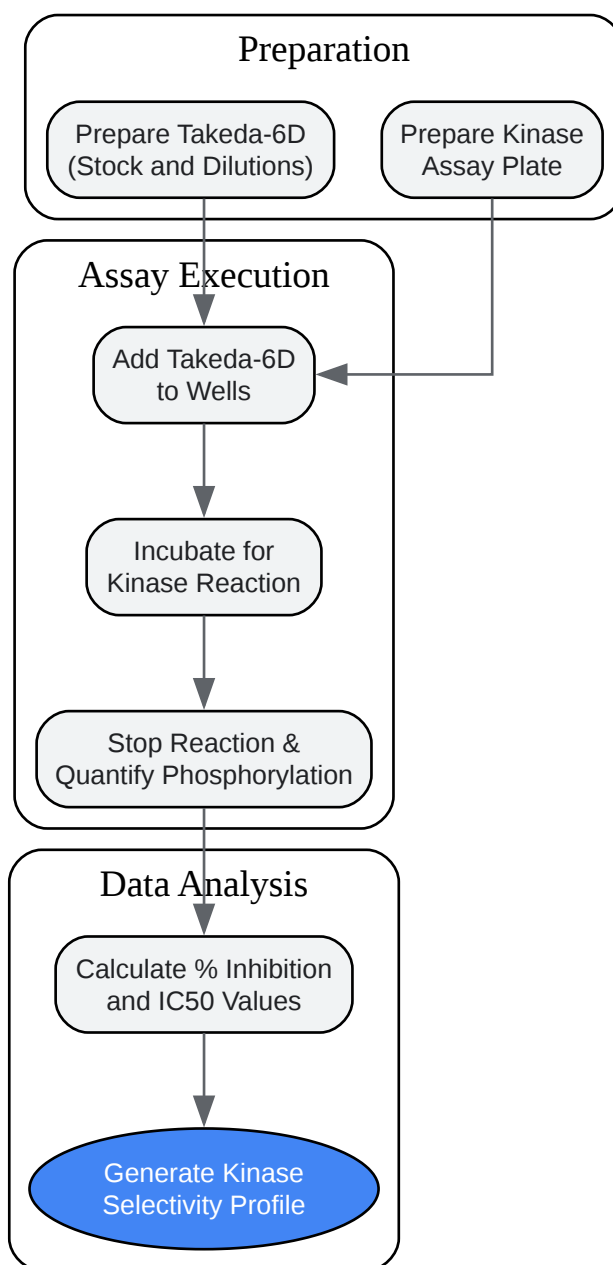 Preparation
Prepare Takeda-6D
(Stock and Dilutions)
Prepare Kinase
Assay Plate
Assay Execution
Add Takeda-6D
to Wells
Incubate for
Kinase Reaction
Stop Reaction &
Quantify Phosphorylation
Data Analysis
Calculate % Inhibition
and IC50 Values
Generate Kinase
Selectivity Profile